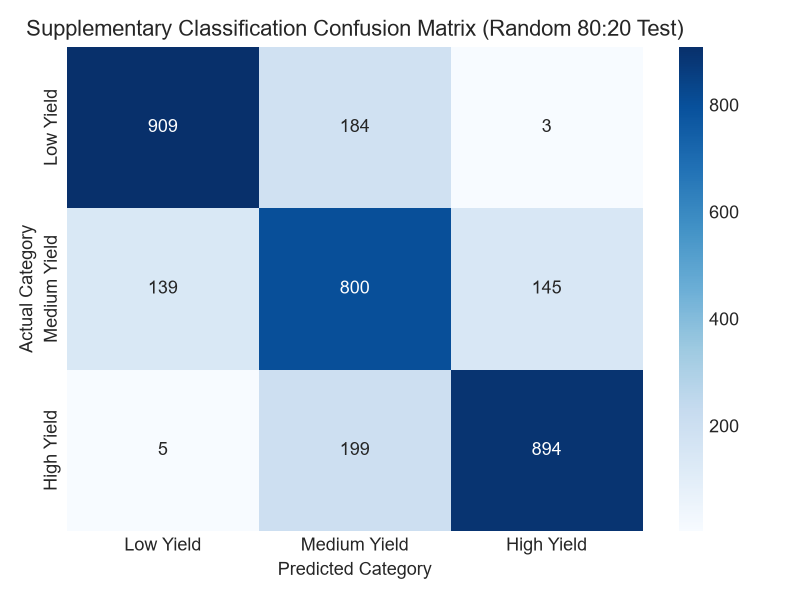 Supplementary Classification Confusion Matrix (Random 80:20 Test)
Actual Category
Low Yield
909 184 3
Medium Yield
139 800 145
High Yield
5 199 894
Low Yield Medium Yield High Yield
Predicted Category
800
600
400
200